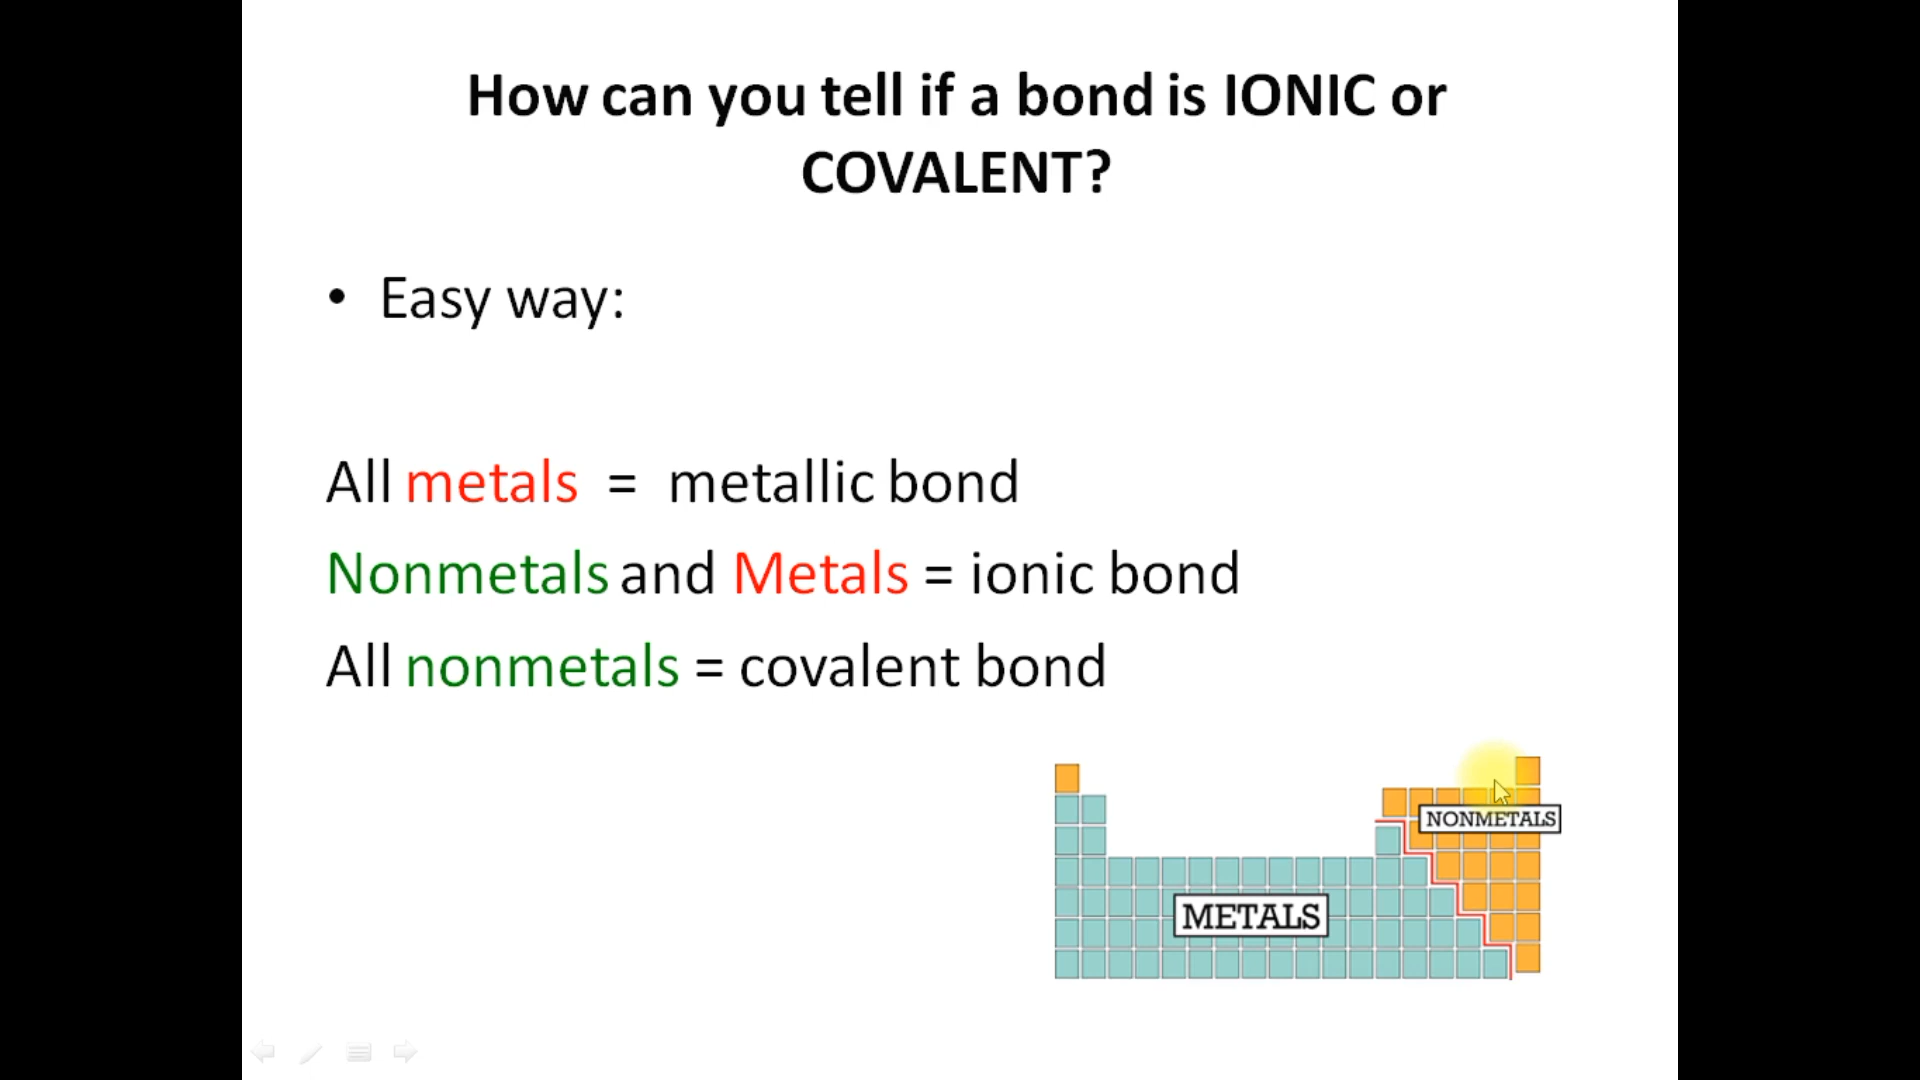 How can you tell if a bond is IONIC or
COVALENT?
• Easy way:
All metals = metallic bond
Nonmetals and Metals = ionic bond
All nonmetals = covalent bond
NONMETALS
METALS